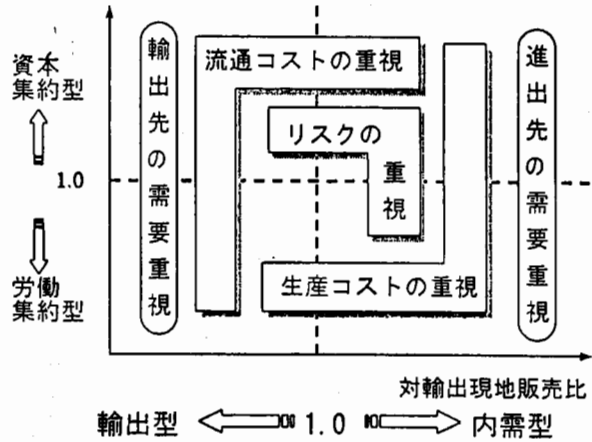 資本
集約型
1.0
労働
集約型
輸出先の需要重視
流通コストの重視
リスクの
重視
生産コストの重視
進出先の需要重視
対輸出現地販売比
輸出型
1.0
内需型